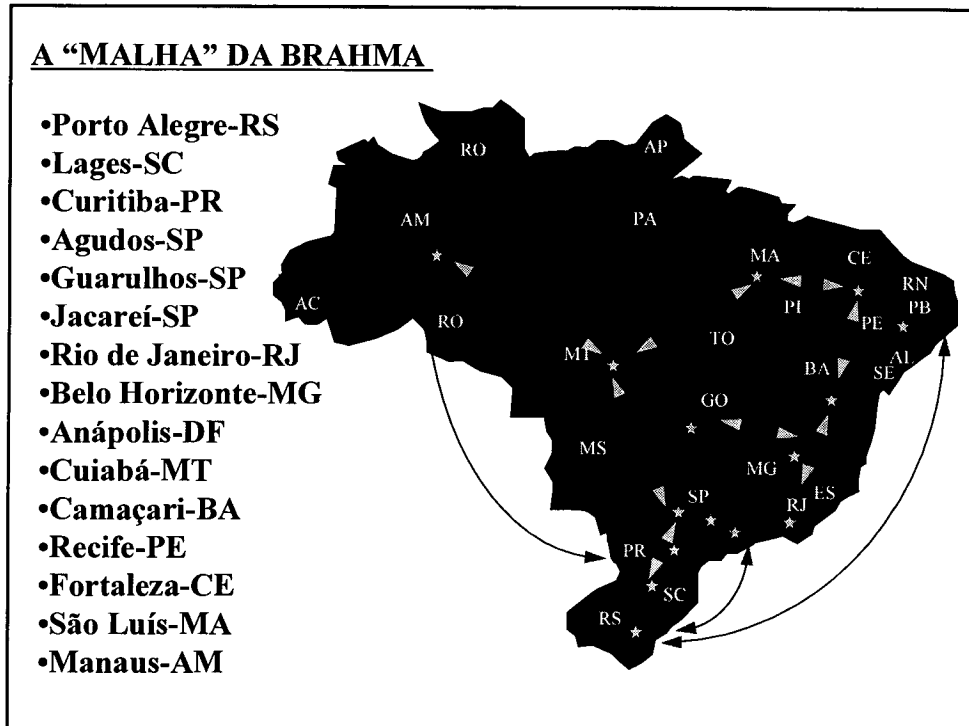 A “MALHA” DA BRAHMA
•Porto Alegre-RS
•Lages-SC
•Curitiba-PR
•Agudos-SP
•Guarulhos-SP
•Jacareí-SP
•Rio de Janeiro-RJ
•Belo Horizonte-MG
•Anápolis-DF
•Cuiabá-MT
•Camaçari-BA
•Recife-PE
•Fortaleza-CE
•São Luís-MA
•Manaus-AM
RO
AP
AM
PA
MA
CE
RN
AC
RO
PI
PE
PB
TO
MT
BA
AL
SE
GO
MS
MG
SP
ES
RJ
PR
SC
RS